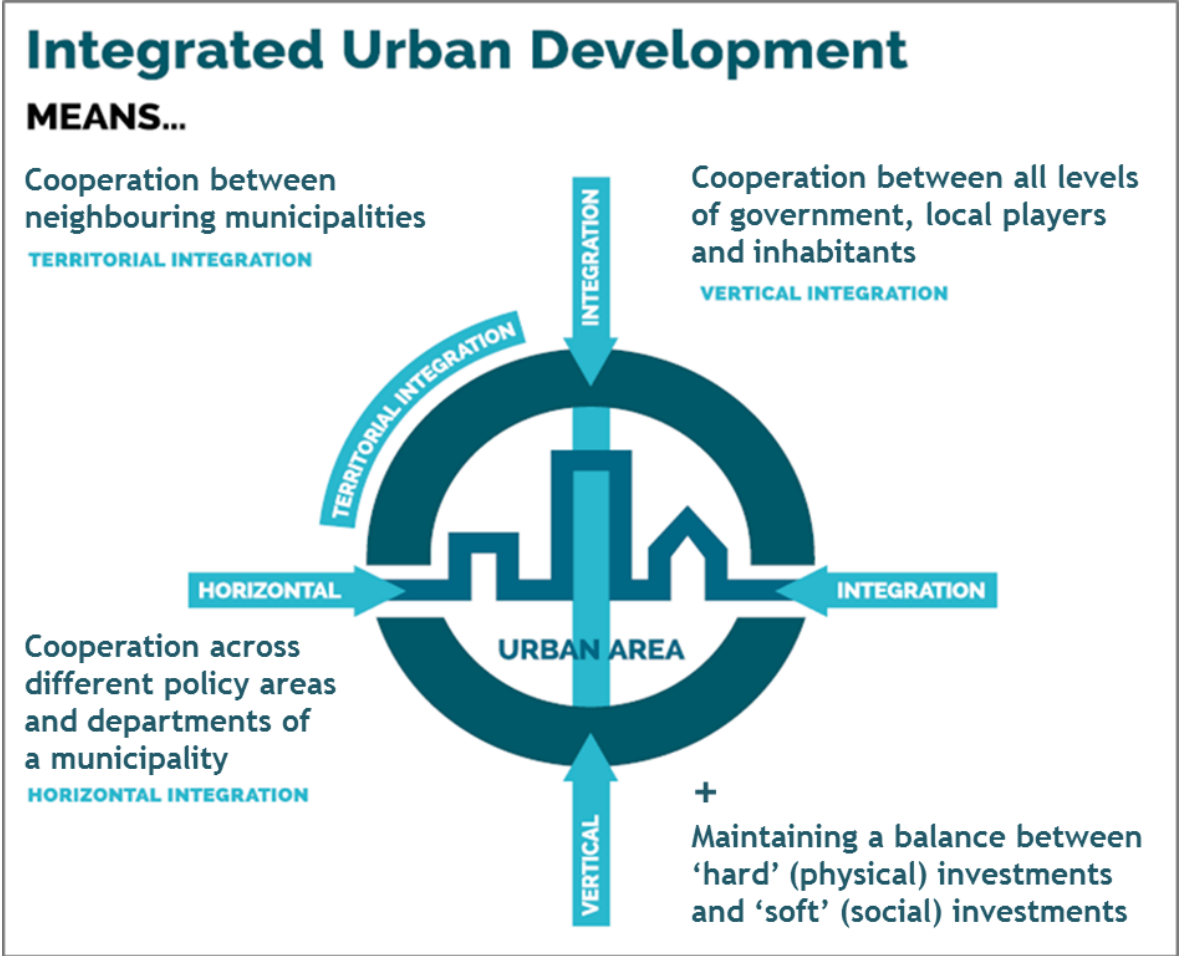 Integrated Urban Development
MEANS...
Cooperation between
neighbouring municipalities
TERRITORIAL INTEGRATION
Cooperation between all levels
of government, local players
and inhabitants
VERTICAL INTEGRATION
INTEGRATION
TERRITORIAL INTEGRATION
HORIZONTAL
INTEGRATION
URBAN AREA
Cooperation across
different policy areas
and departments of
a municipality
HORIZONTAL INTEGRATION
VERTICAL
+
Maintaining a balance between
‘hard’ (physical) investments
and ‘soft’ (social) investments